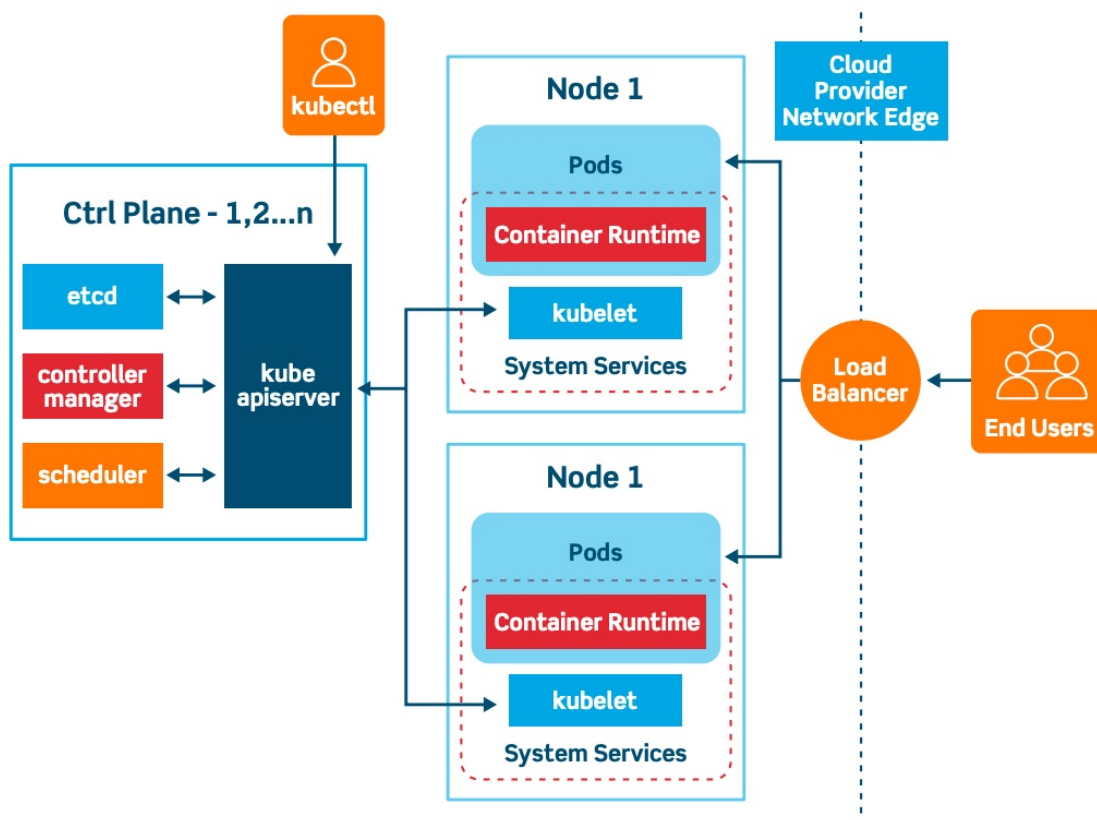 kubectl
Ctrl Plane - 1,2...n
etcd
controller
manager
scheduler
kube
apiserver
Node 1
Pods
Container Runtime
kubelet
System Services
Node 1
Pods
Container Runtime
kubelet
System Services
Cloud
Provider
Network Edge
Load
Balancer
End Users